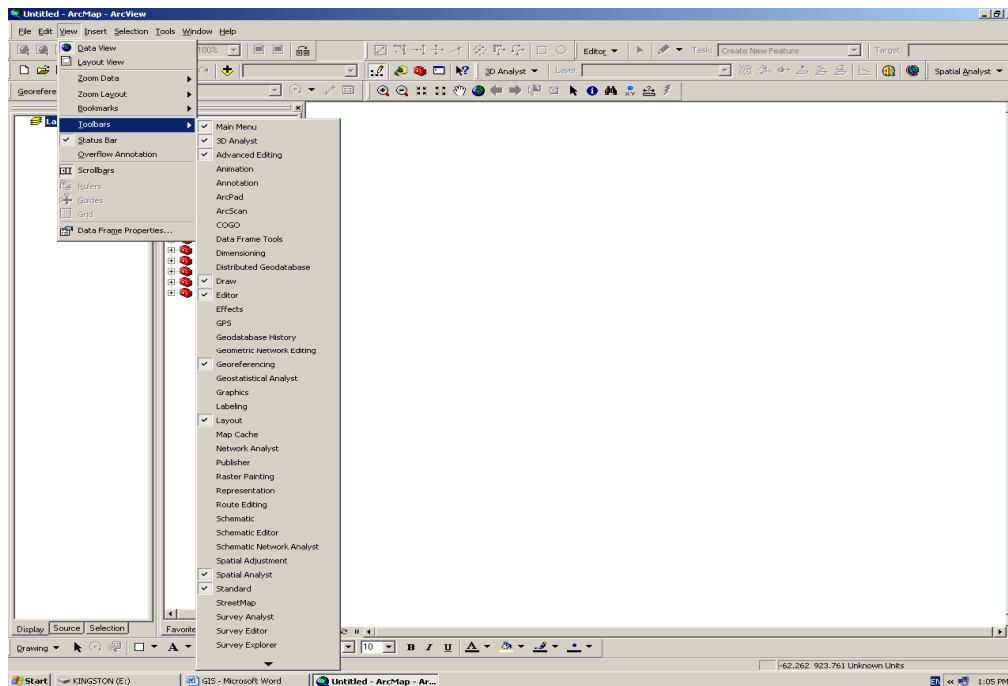 Untitled - ArcMap - ArcView
File Edit View Insert Selection Tools Window Help
100%
Editor
Task: Create New Feature
Target:
3D Analyst
Layer:
Spatial Analyst
Georefere
La
Data View
Layout View
Zoom Data
Zoom Layout
Bookmarks
Toolbars
Status Bar
Overflow Annotation
Scrollbars
Rulers
Guides
Grid
Data Frame Properties...
Main Menu
3D Analyst
Advanced Editing
Animation
Annotation
ArcPad
ArcScan
COGO
Data Frame Tools
Dimensioning
Distributed Geodatabase
Draw
Editor
Effects
GPS
Geodatabase History
Geometric Network Editing
Georeferencing
Geostatistical Analyst
Graphics
Labeling
Layout
Map Cache
Network Analyst
Publisher
Raster Painting
Representation
Route Editing
Schematic
Schematic Editor
Schematic Network Analyst
Spatial Adjustment
Spatial Analyst
Standard
StreetMap
Survey Analyst
Survey Editor
Survey Explorer
Display Source Selection
Favorite
Drawing
A
10
B I U A
-62.262 923.761 Unknown Units
Start
KINGSTON (E:)
GIS - Microsoft Word
Untitled - ArcMap - Ar...
EN
1:05 PM